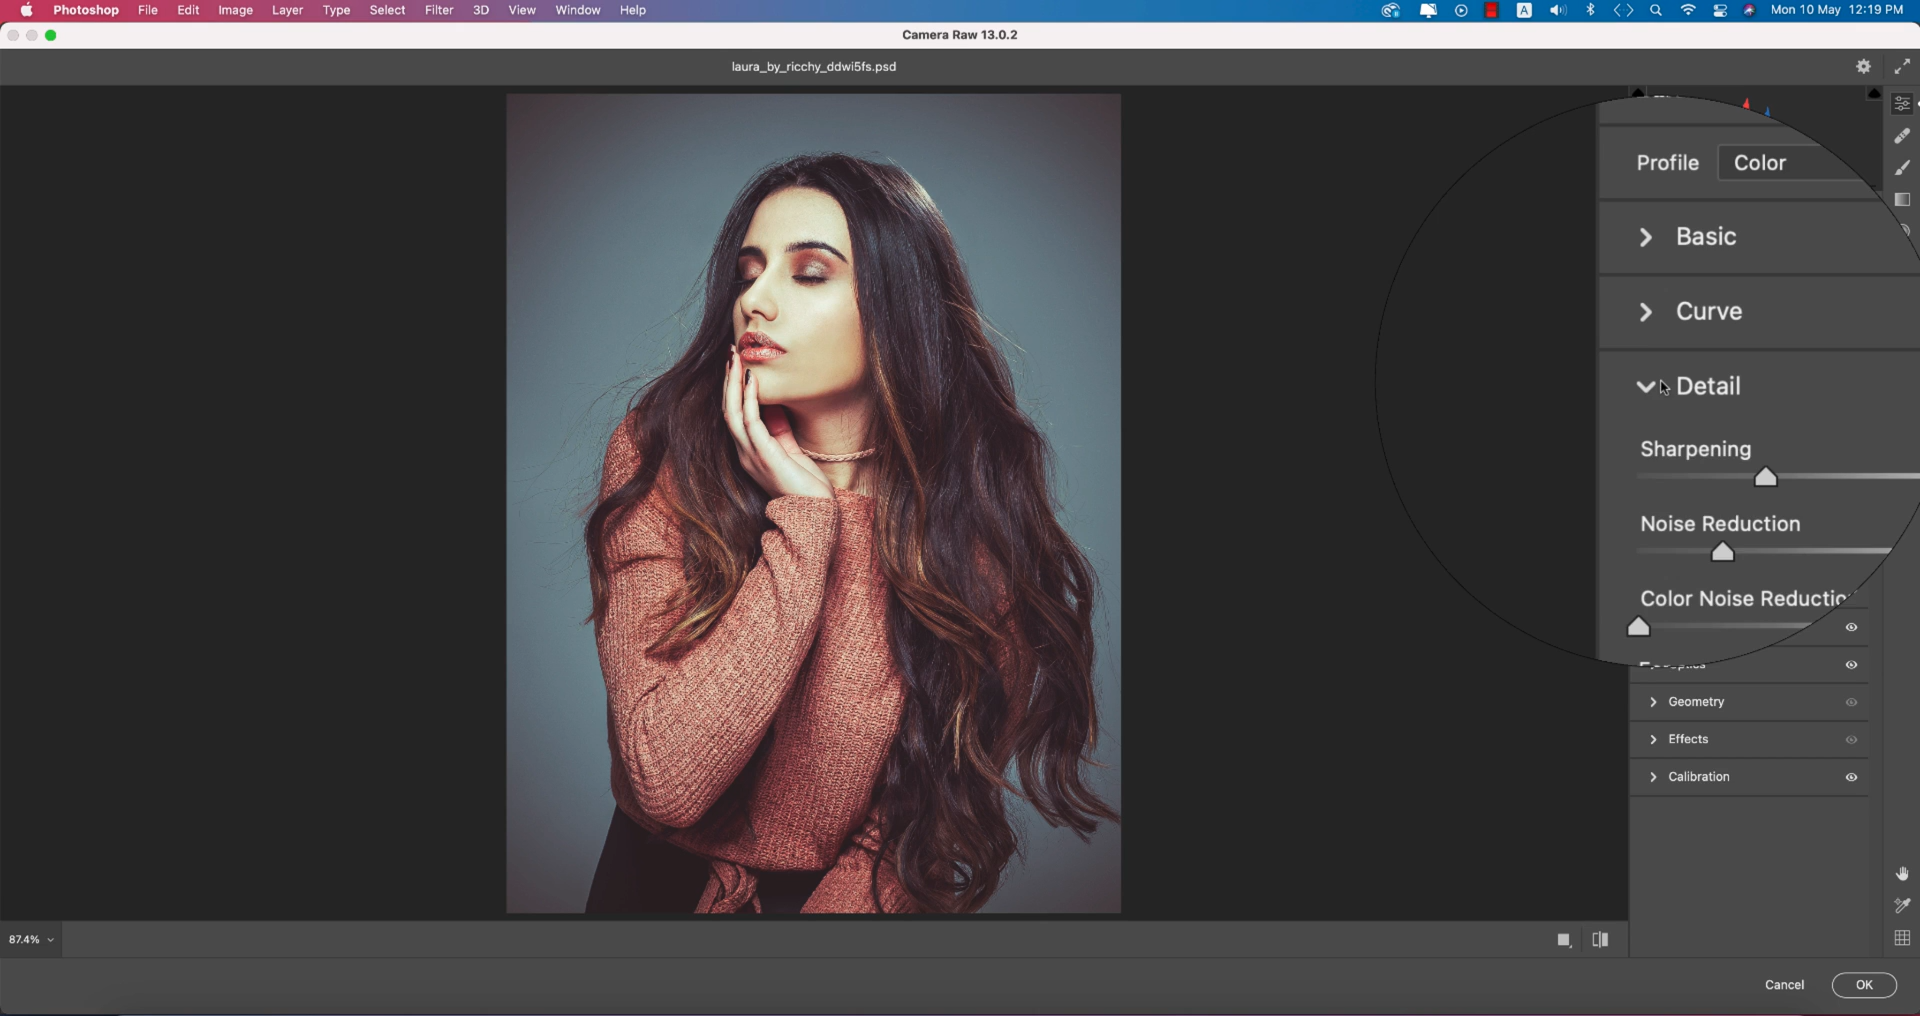 Photoshop File Edit Image Layer Type Select Filter 3D View Window Help A Mon 10 May 12:19 PM
Camera Raw 13.0.2
laura_by_ricchy_ddwi5fs.psd
Profile Color
Basic
Curve
Detail
Sharpening
Noise Reduction
Color Noise Reductio
Geometry
Effects
Calibration
87.4%
Cancel OK